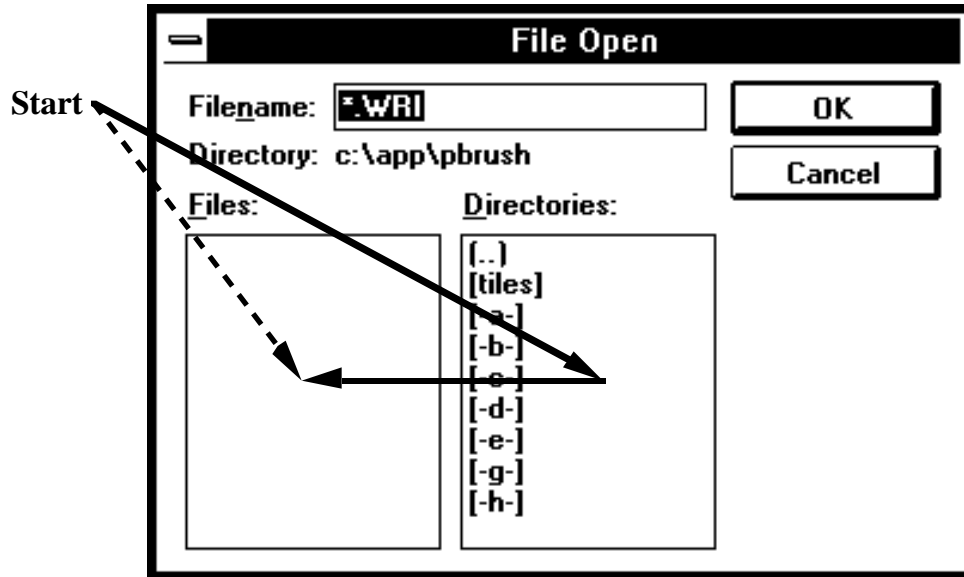 File Open
Start
Filename: *.WRI
OK
Directory: c:\app\pbrush
Cancel
Files:
Directories:
[..]
[tiles]
[-a-]
[-b-]
[-c-]
[-d-]
[-e-]
[-g-]
[-h-]